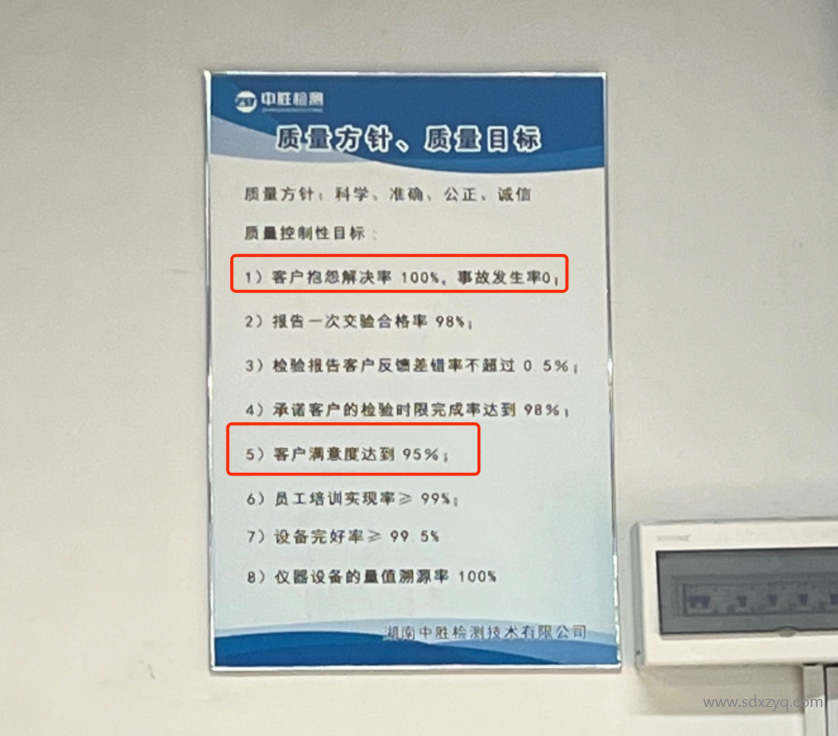 中胜检测
质量方针、质量目标
质量方针：科学、准确、公正、诚信
质量控制性目标：
1）客户抱怨解决率 100%，事故发生率0；
2）报告一次交验合格率 98%；
3）检验报告客户反馈差错率不超过 0.5%；
4）承诺客户的检验时限完成率达到 98%；
5）客户满意度达到 95%；
6）员工培训实现率≥ 99%；
7）设备完好率≥ 99.5%
8）仪器设备的量值溯源率 100%
湖南中胜检测技术有限公司
www.sdxzyq.com